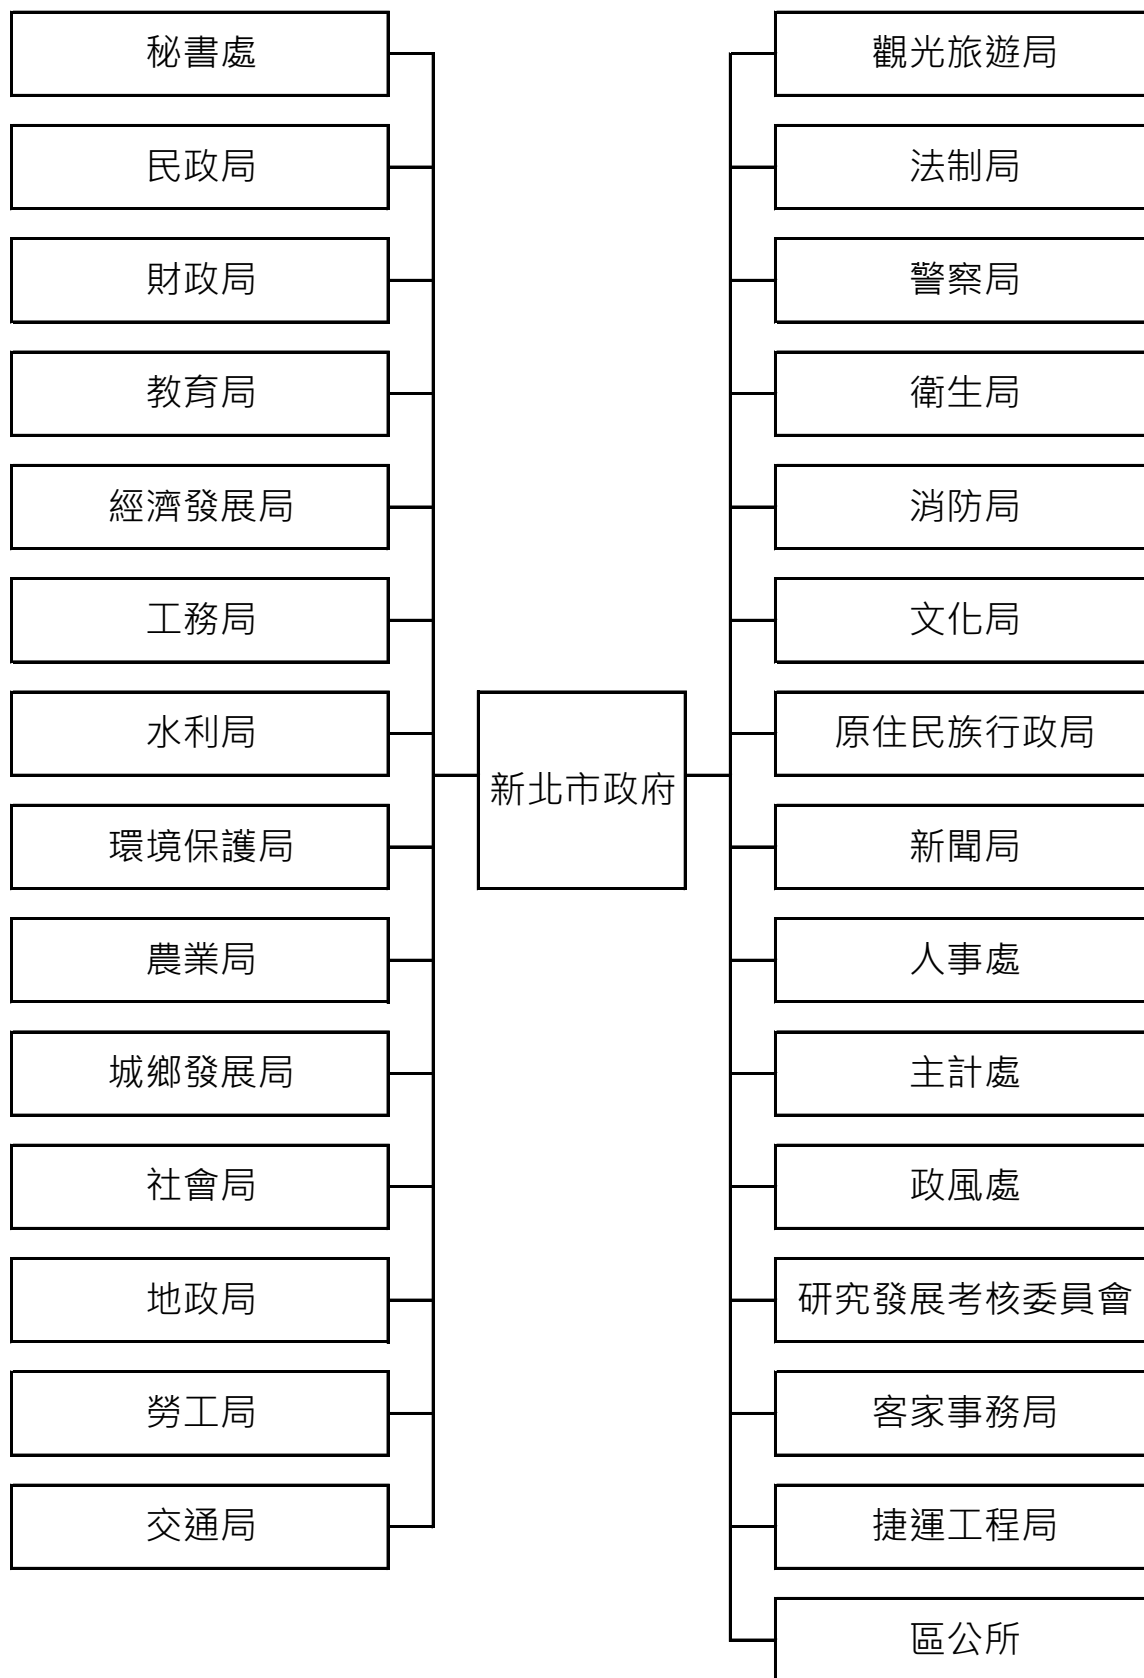 秘書處
民政局
財政局
教育局
經濟發展局
工務局
水利局
環境保護局
農業局
城鄉發展局
社會局
地政局
勞工局
交通局
新北市政府
觀光旅遊局
法制局
警察局
衛生局
消防局
文化局
原住民族行政局
新聞局
人事處
主計處
政風處
研究發展考核委員會
客家事務局
捷運工程局
區公所